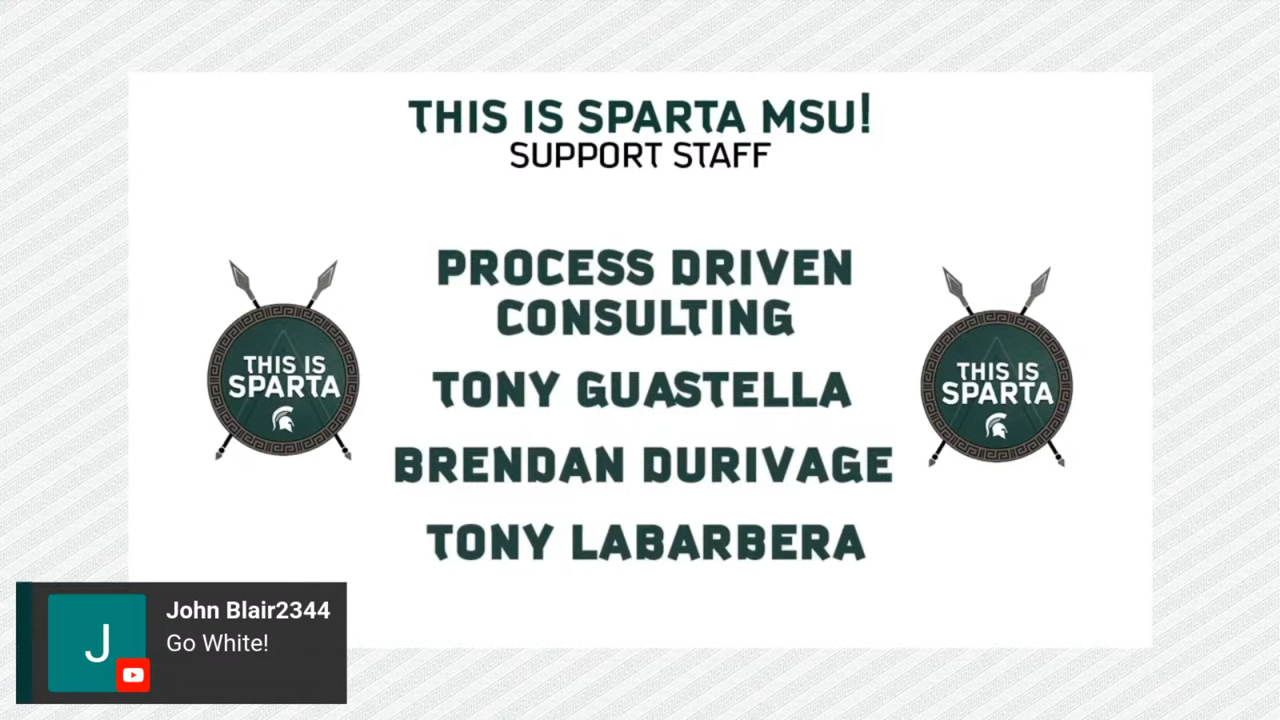 THIS IS SPARTA MSU!
SUPPORT STAFF
PROCESS DRIVEN
CONSULTING
TONY GUASTELLA
BRENDAN DURIVAGE
TONY LABARBERA
THIS IS
SPARTA
THIS IS
SPARTA
J
John Blair2344
Go White!